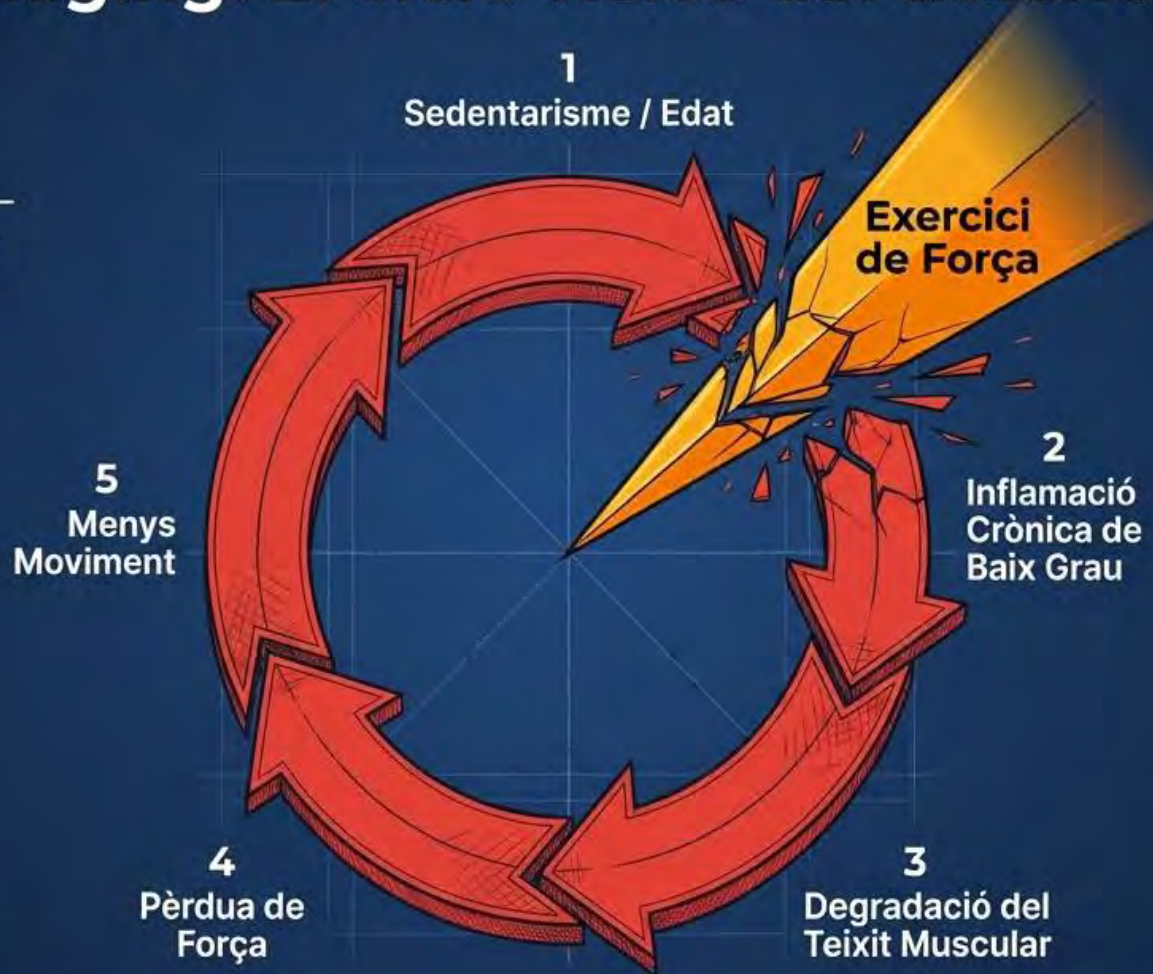 1
Sedentarisme / Edat
Exercici
de Força
2
Inflamació
Crònica de
Baix Grau
3
Degradació del
Teixit Muscular
4
Pèrdua de
Força
5
Menys
Moviment